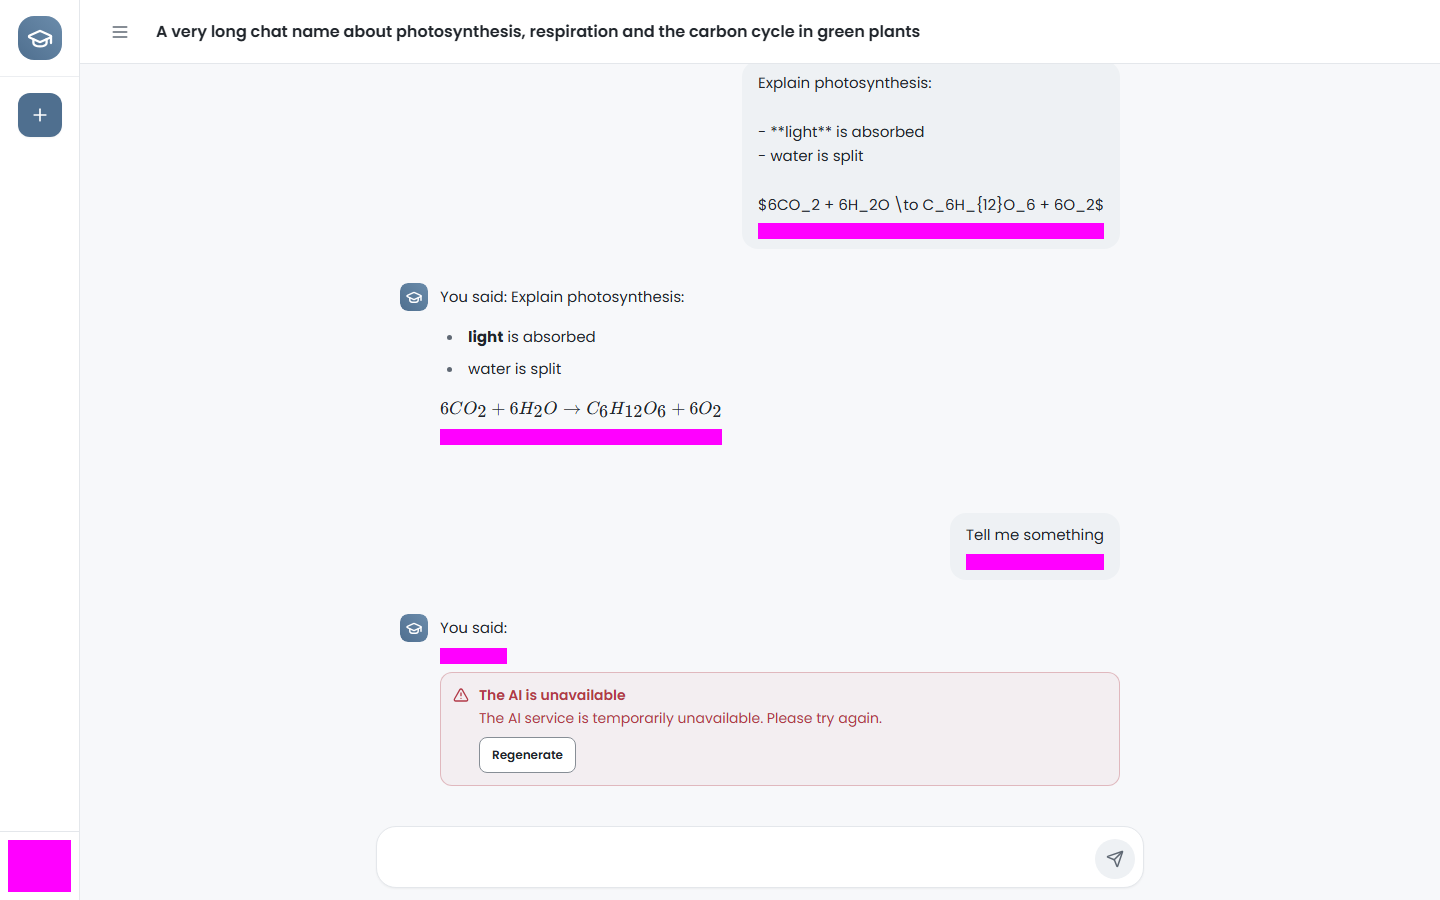 A very long chat name about photosynthesis, respiration and the carbon cycle in green plants
Explain photosynthesis:
- **light** is absorbed
- water is split
$6CO_2 + 6H_2O \to C_6H_{12}O_6 + 6O_2$
You said: Explain photosynthesis:
• light is absorbed
• water is split
6CO₂ + 6H₂O → C₆H₁₂O₆ + 6O₂
Tell me something
You said:
The AI is unavailable
The AI service is temporarily unavailable. Please try again.
Regenerate